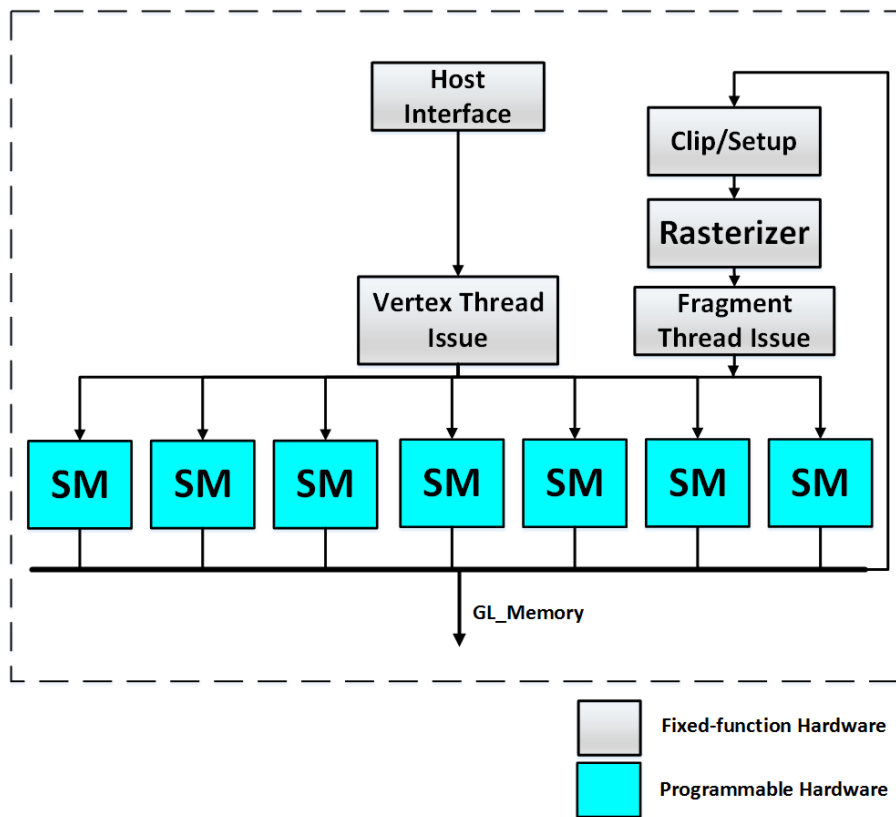 Host
Interface
Clip/Setup
Rasterizer
Vertex Thread
Issue
Fragment
Thread Issue
SM
SM
SM
SM
SM
SM
SM
GL_Memory
Fixed-function Hardware
Programmable Hardware